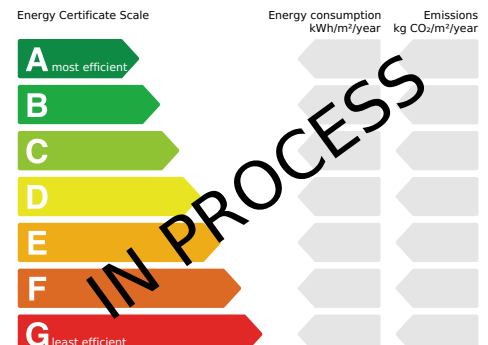 Energy Certificate Scale
Energy consumption
kWh/m²/year
Emissions
kg CO₂/m²/year
A most efficient
B
C
D
E
F
G least efficient
IN PROCESS